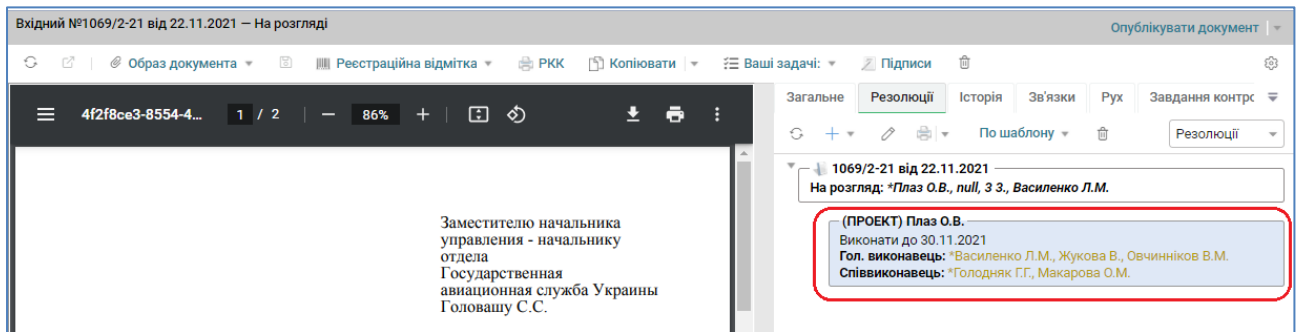 Вхідний №1069/2-21 від 22.11.2021 — На розгляді
Опублікувати документ
Образ документа
Реєстраційна відмітка
РКК
Копіювати
Ваші задачі:
Підписи
4f2f8ce3-8554-4...
1 / 2
86%
Загальне Резолюції Історія Зв'язки Рух Завдання контрс
По шаблону
Резолюції
1069/2-21 від 22.11.2021
На розгляд: *Плаз О.В., null, З З., Василенко Л.М.
(ПРОЕКТ) Плаз О.В.
Виконати до 30.11.2021
Гол. виконавець: *Василенко Л.М., Жукова В., Овчинніков В.М.
Співвиконавець: *Голодняк Г.Г., Макарова О.М.
Заместителю начальника
управления - начальнику
отдела
Государственная
авиационная служба Украины
Головашу С.С.